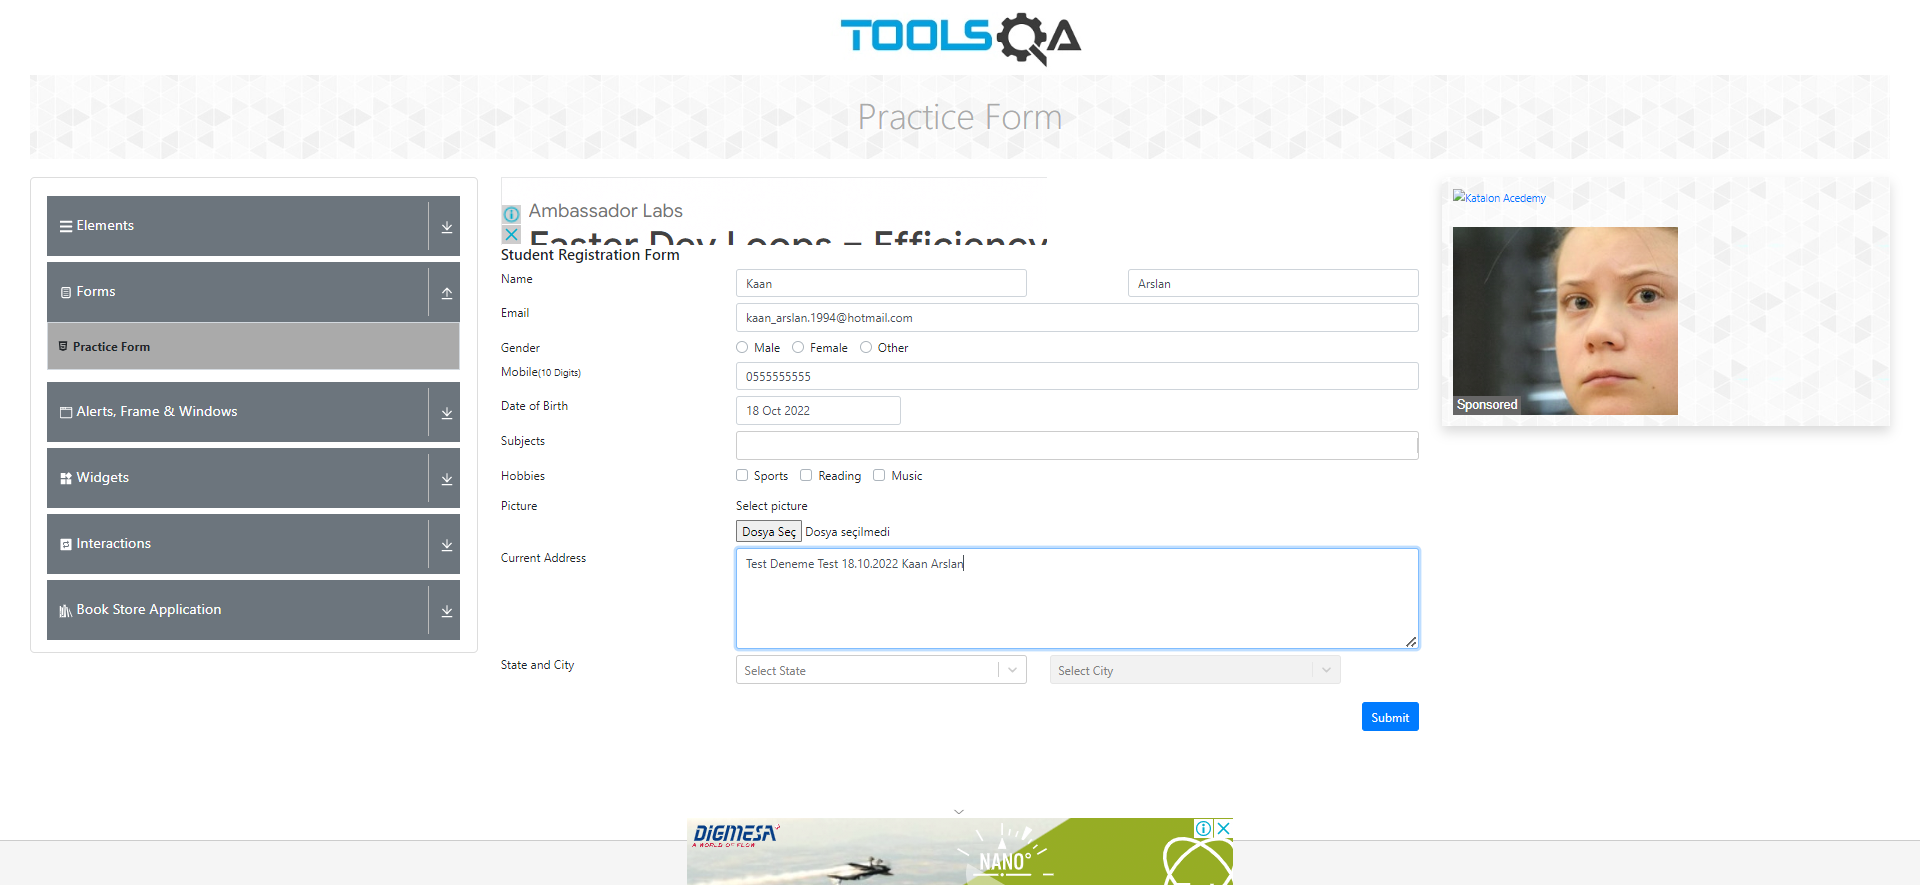 TOOLSQA
Practice Form
Elements
Forms
Practice Form
Alerts, Frame & Windows
Widgets
Interactions
Book Store Application
Ambassador Labs
Faster Dev Loops – Efficiency
Student Registration Form
Name
Kaan
Arslan
Email
kaan_arslan.1994@hotmail.com
Gender
Male
Female
Other
Mobile(10 Digits)
0555555555
Date of Birth
18 Oct 2022
Subjects
Hobbies
Sports
Reading
Music
Picture
Select picture
Dosya Seç Dosya seçilmedi
Current Address
Test Deneme Test 18.10.2022 Kaan Arslan
State and City
Select State
Select City
Submit
Katalon Acedemy
Sponsored
DIGMESA
A WORLD OF FLOW
NANO°